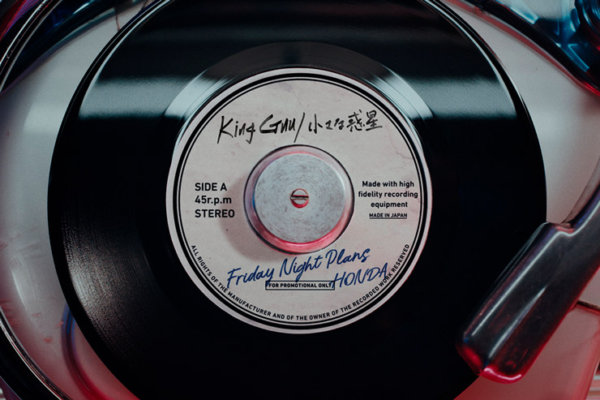 King Gnu/小さな惑星
SIDE A
45r.p.m
STEREO
Made with high
fidelity recording
equipment
MADE IN JAPAN
Friday Night Plans
FOR PROMOTIONAL ONLY
HONDA
ALL RIGHTS OF THE MANUFACTURER AND OF THE OWNER OF THE RECORDED WORK RESERVED